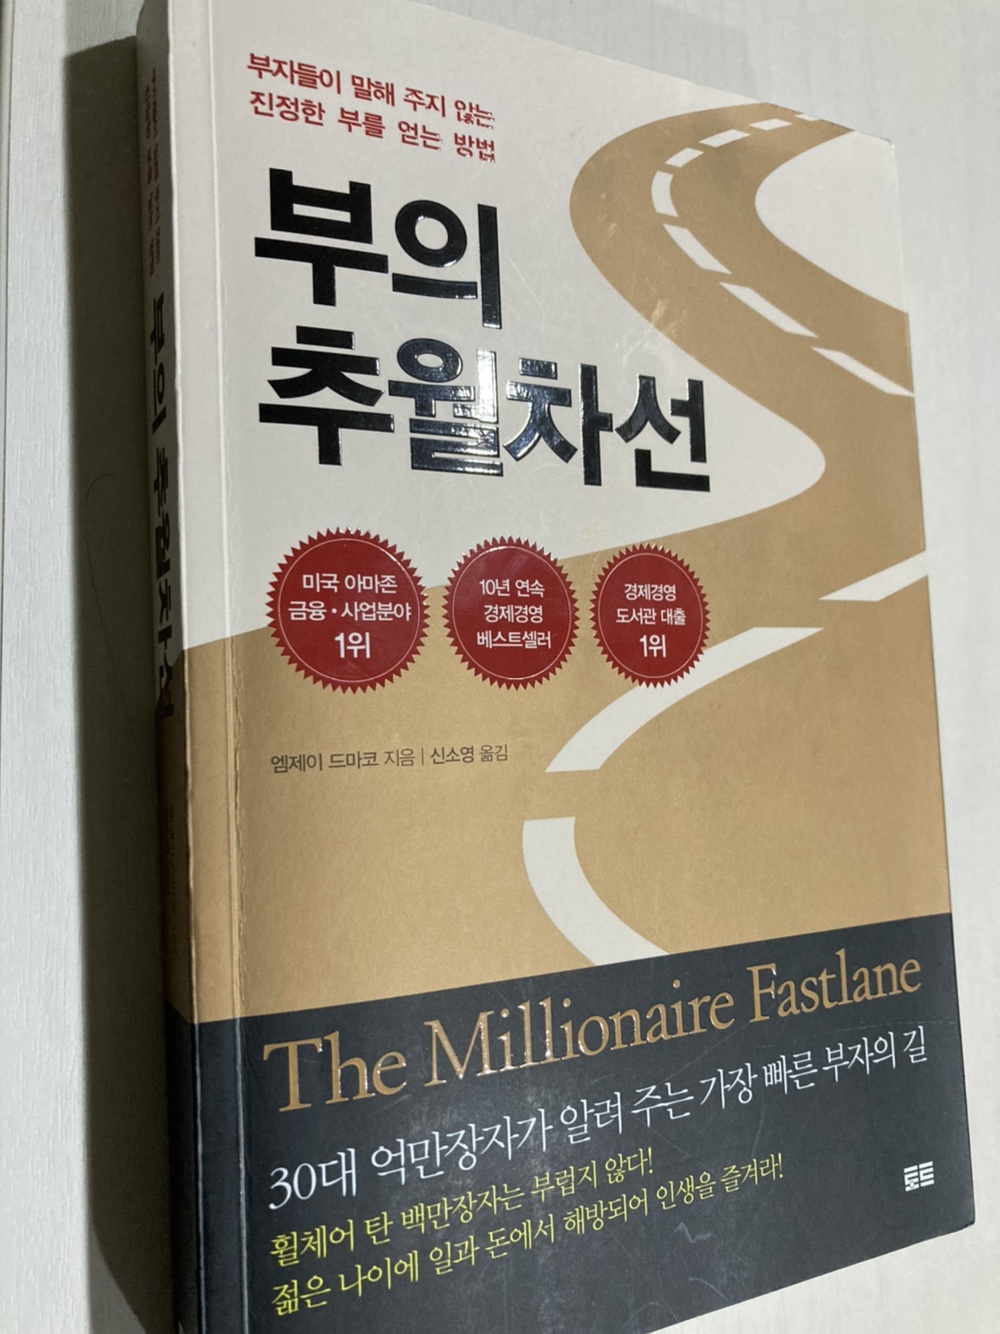 부자들이 말해 주지 않는
진정한 부를 얻는 방법
부의
추월차선
미국 아마존
금융·사업분야
1위
10년 연속
경제경영
베스트셀러
경제경영
도서관 대출
1위
엠제이 드마코 지음 | 신소영 옮김
The Millionaire Fastlane
30대 억만장자가 알려 주는 가장 빠른 부자의 길
휠체어 탄 백만장자는 부럽지 않다!
젊은 나이에 일과 돈에서 해방되어 인생을 즐겨라!
토트
부의 추월차선